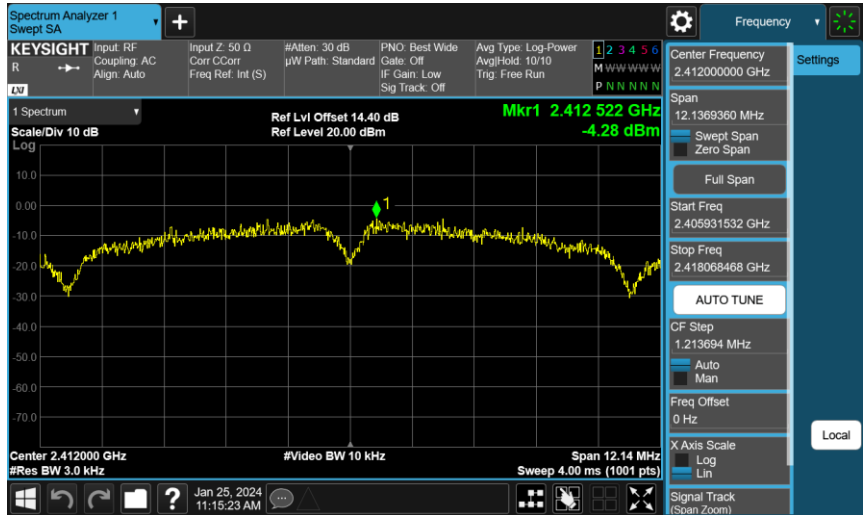 Spectrum Analyzer 1
Swept SA
Frequency
KEYSIGHT
R
LXI
Input: RF
Coupling: AC
Align: Auto
Input Z: 50 Ω
Corr CCorr
Freq Ref: Int (S)
#Atten: 30 dB
µW Path: Standard
PNO: Best Wide
Gate: Off
IF Gain: Low
Sig Track: Off
Avg Type: Log-Power
Avg|Hold: 10/10
Trig: Free Run
1 2 3 4 5 6
M W W W W W
P N N N N N
1 Spectrum
Scale/Div 10 dB
Log
Ref Lvl Offset 14.40 dB
Ref Level 20.00 dBm
Mkr1 2.412 522 GHz
-4.28 dBm
10.0
0.00
-10.0
-20.0
-30.0
-40.0
-50.0
-60.0
-70.0
1
Center 2.412000 GHz
#Res BW 3.0 kHz
#Video BW 10 kHz
Span 12.14 MHz
Sweep 4.00 ms (1001 pts)
?
Jan 25, 2024
11:15:23 AM
Center Frequency
2.412000000 GHz
Span
12.1369360 MHz
Swept Span
Zero Span
Full Span
Start Freq
2.405931532 GHz
Stop Freq
2.418068468 GHz
AUTO TUNE
CF Step
1.213694 MHz
Auto
Man
Freq Offset
0 Hz
X Axis Scale
Log
Lin
Signal Track
(Span Zoom)
Settings
Local